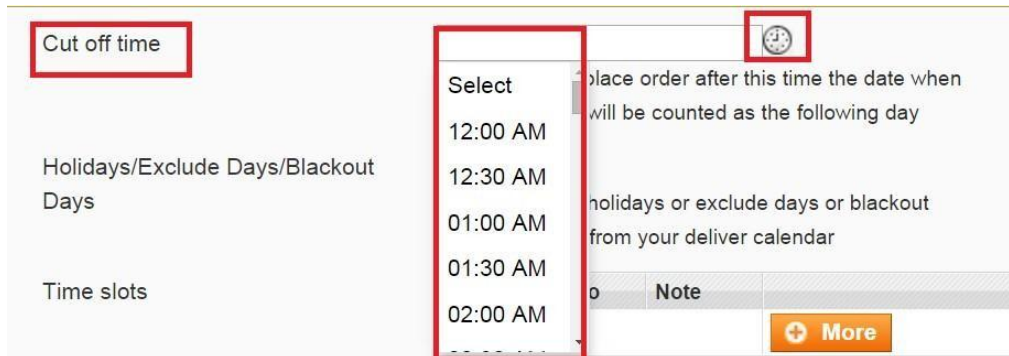 Cut off time
Select
place order after this time the date when
will be counted as the following day
12:00 AM
Holidays/Exclude Days/Blackout
Days
12:30 AM
holidays or exclude days or blackout
01:00 AM
from your deliver calendar
01:30 AM
Time slots
o Note
02:00 AM
More